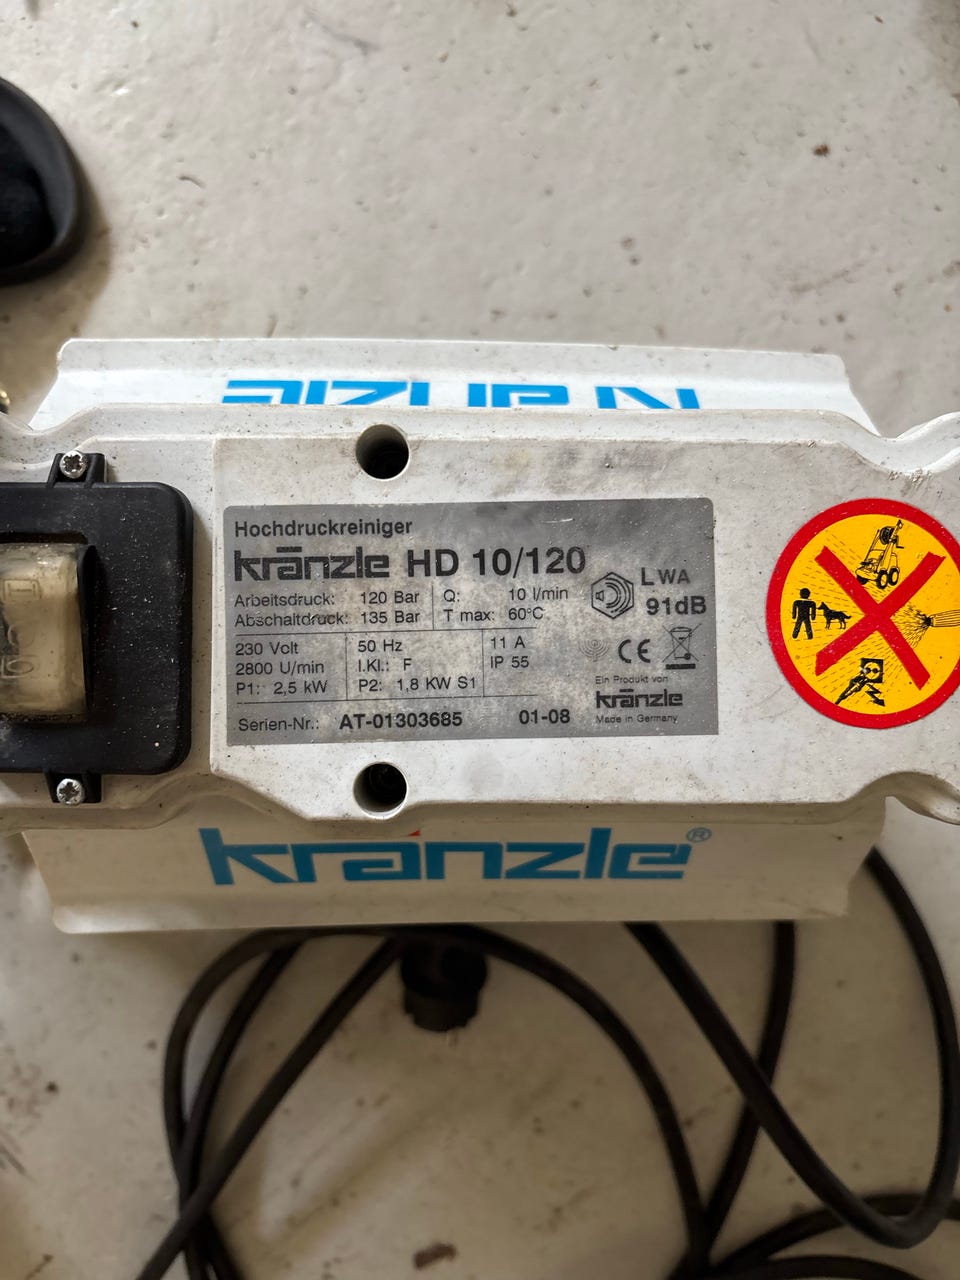 kränzle
Hochdruckreiniger
kränzle HD 10/120
Arbeitsdruck: 120 Bar Q: 10 l/min
Abschaltdruck: 135 Bar T max: 60°C
LWA
91dB
230 Volt 50 Hz 11 A
2800 U/min I.Kl.: F IP 55
P1: 2,5 kW P2: 1,8 KW S1
CE
Ein Produkt von
kränzle
Made in Germany
Serien-Nr.: AT-01303685 01-08
kränzle®